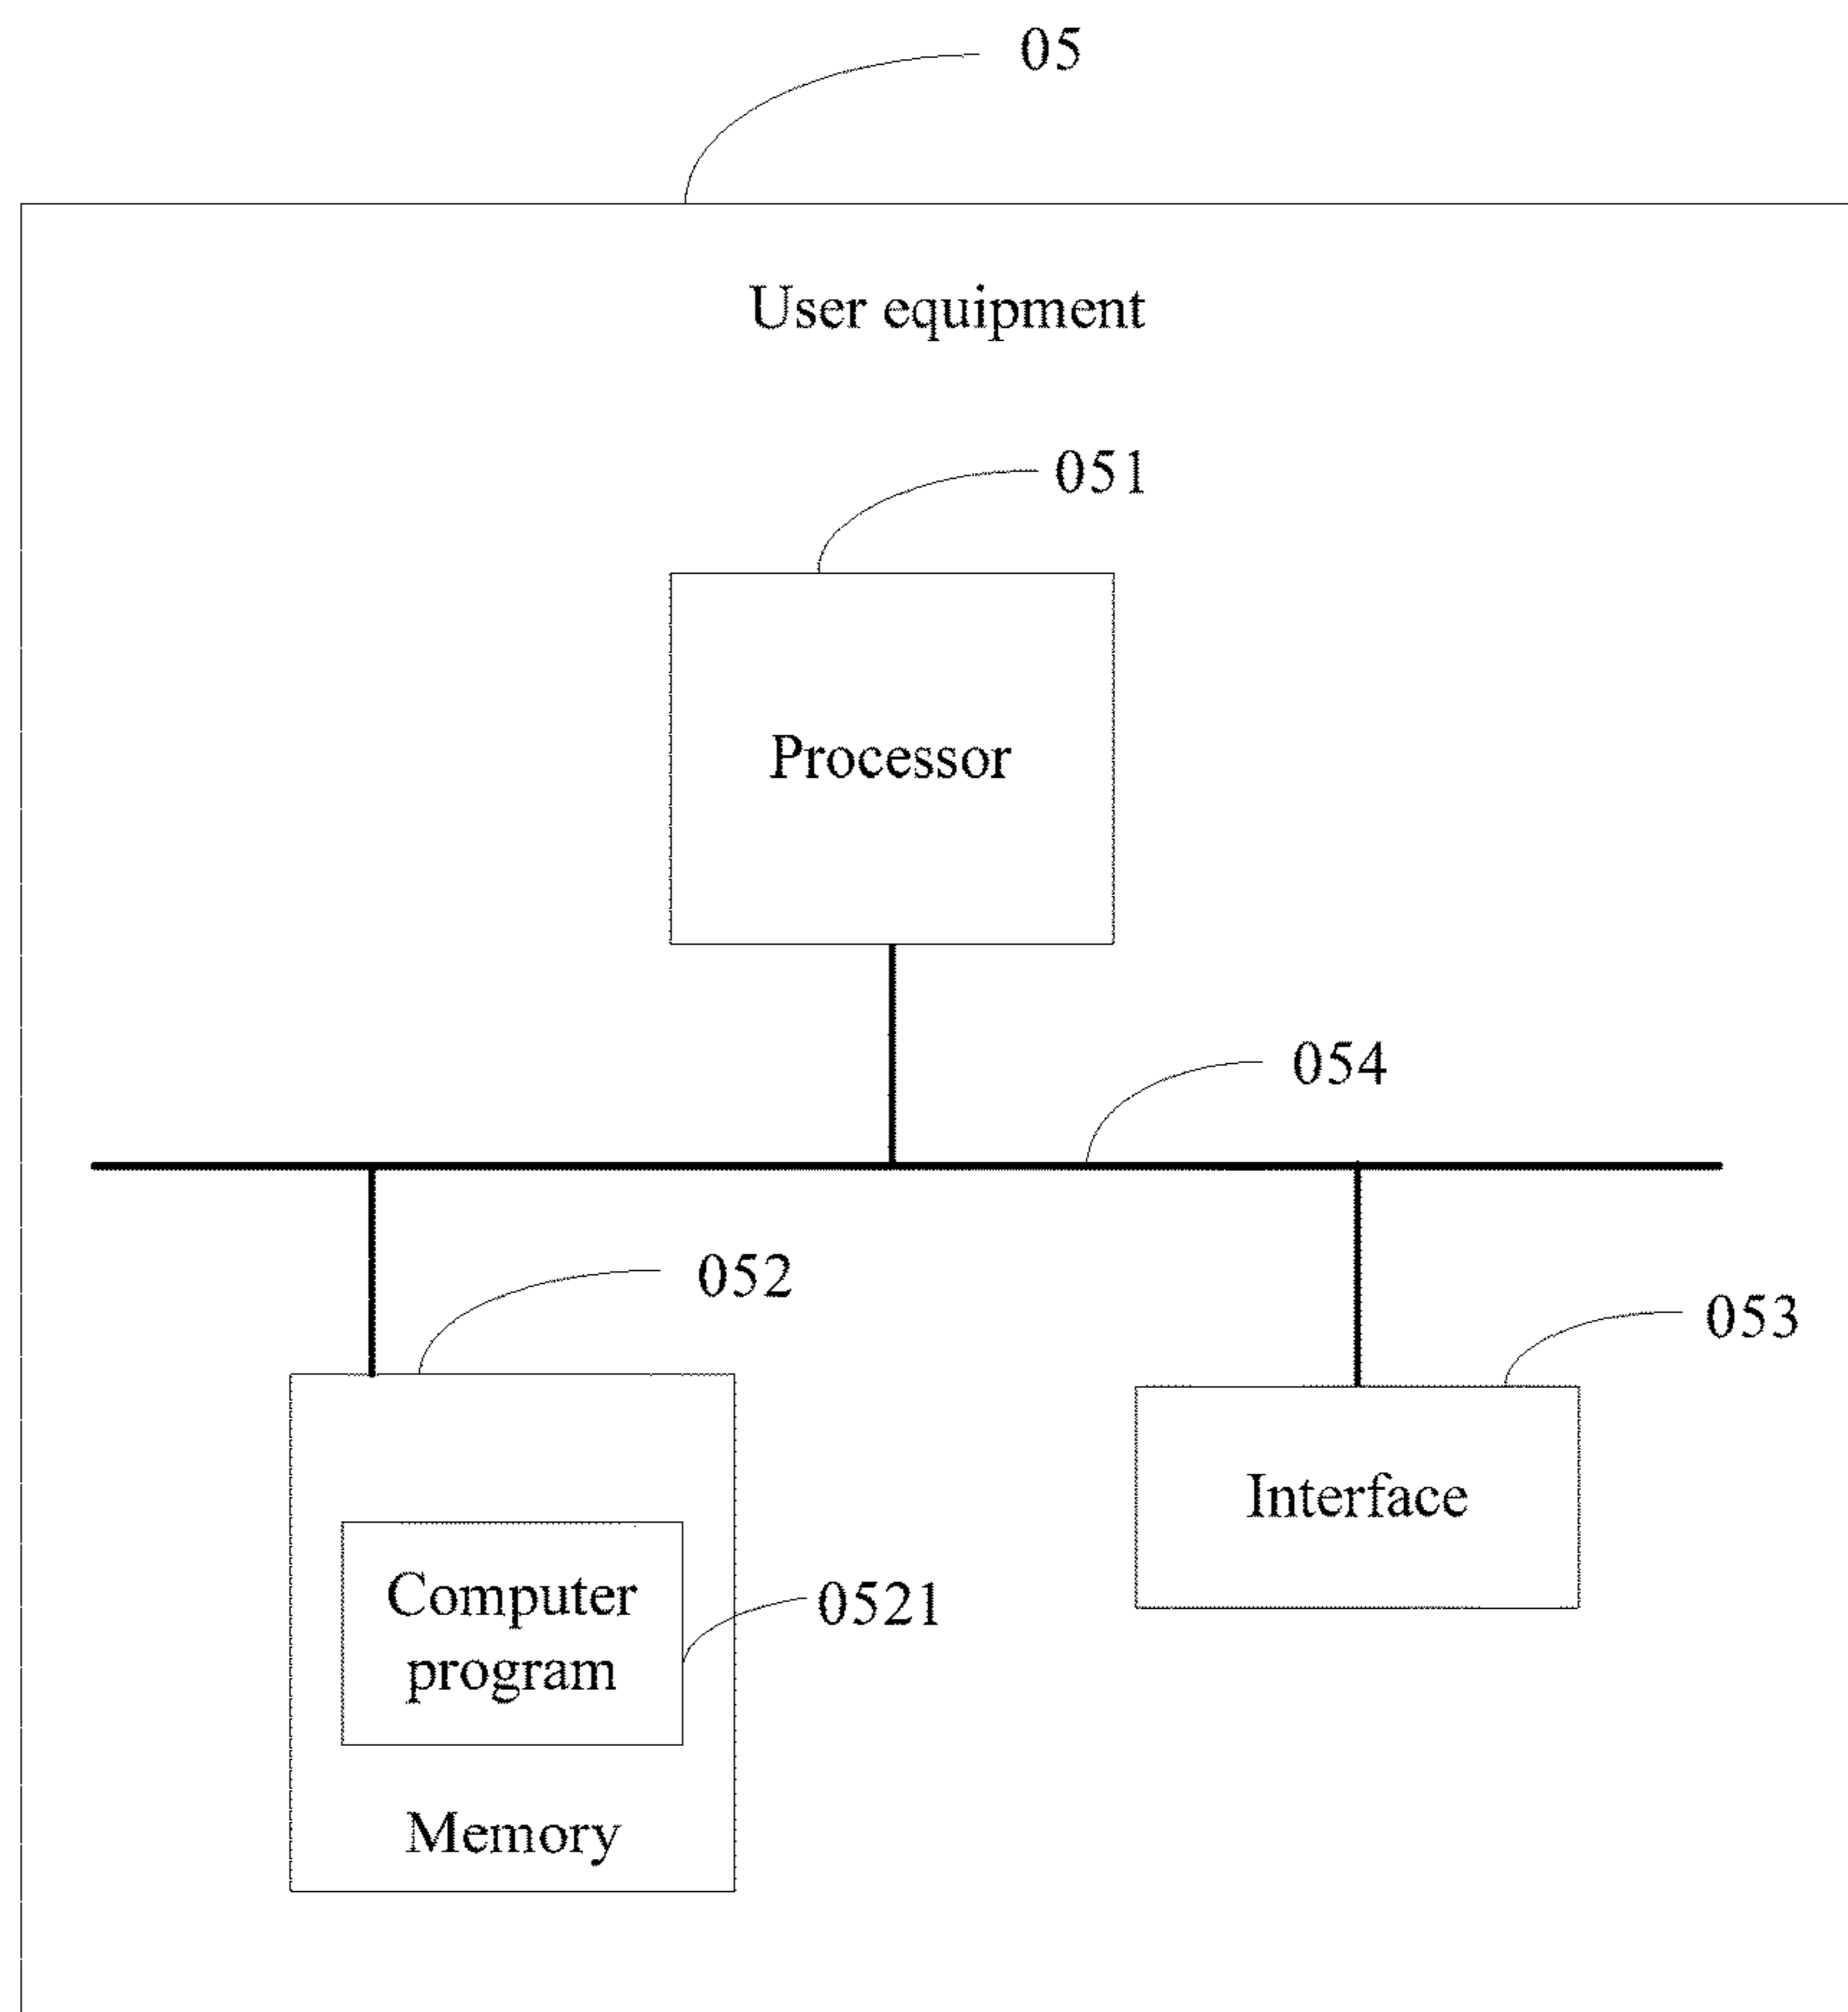 05
User equipment
051
Processor
054
052
053
Interface
Computer
program
0521
Memory